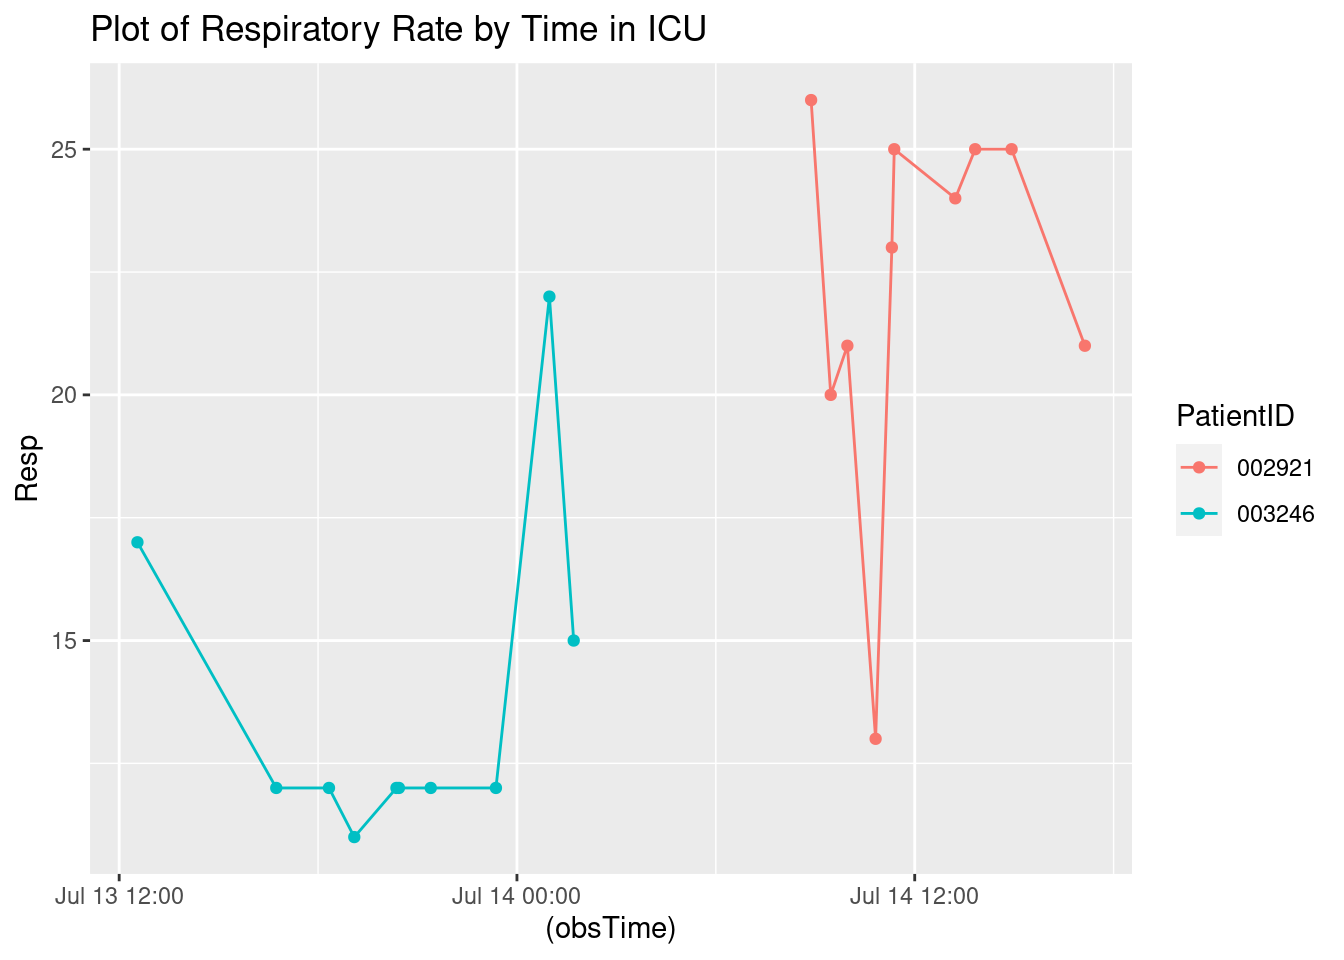 Plot of Respiratory Rate by Time in ICU
25
20
15
Resp
Jul 13 12:00
Jul 14 00:00
Jul 14 12:00
(obsTime)
PatientID
002921
003246